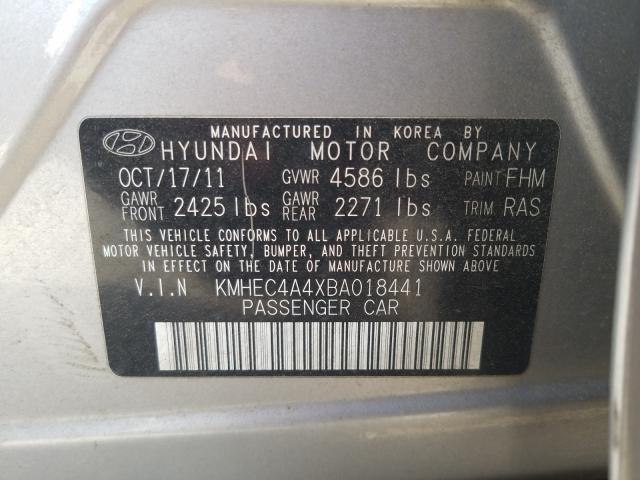 MANUFACTURED IN KOREA BY
HYUNDAI MOTOR COMPANY
OCT/17/11 GVWR 4586 lbs PAINT FHM
GAWR FRONT 2425 lbs GAWR REAR 2271 lbs TRIM RAS
THIS VEHICLE CONFORMS TO ALL APPLICABLE U.S.A. FEDERAL
MOTOR VEHICLE SAFETY, BUMPER, AND THEFT PREVENTION STANDARDS
IN EFFECT ON THE DATE OF MANUFACTURE SHOWN ABOVE
V.I.N KMHEC4A4XBA018441
PASSENGER CAR